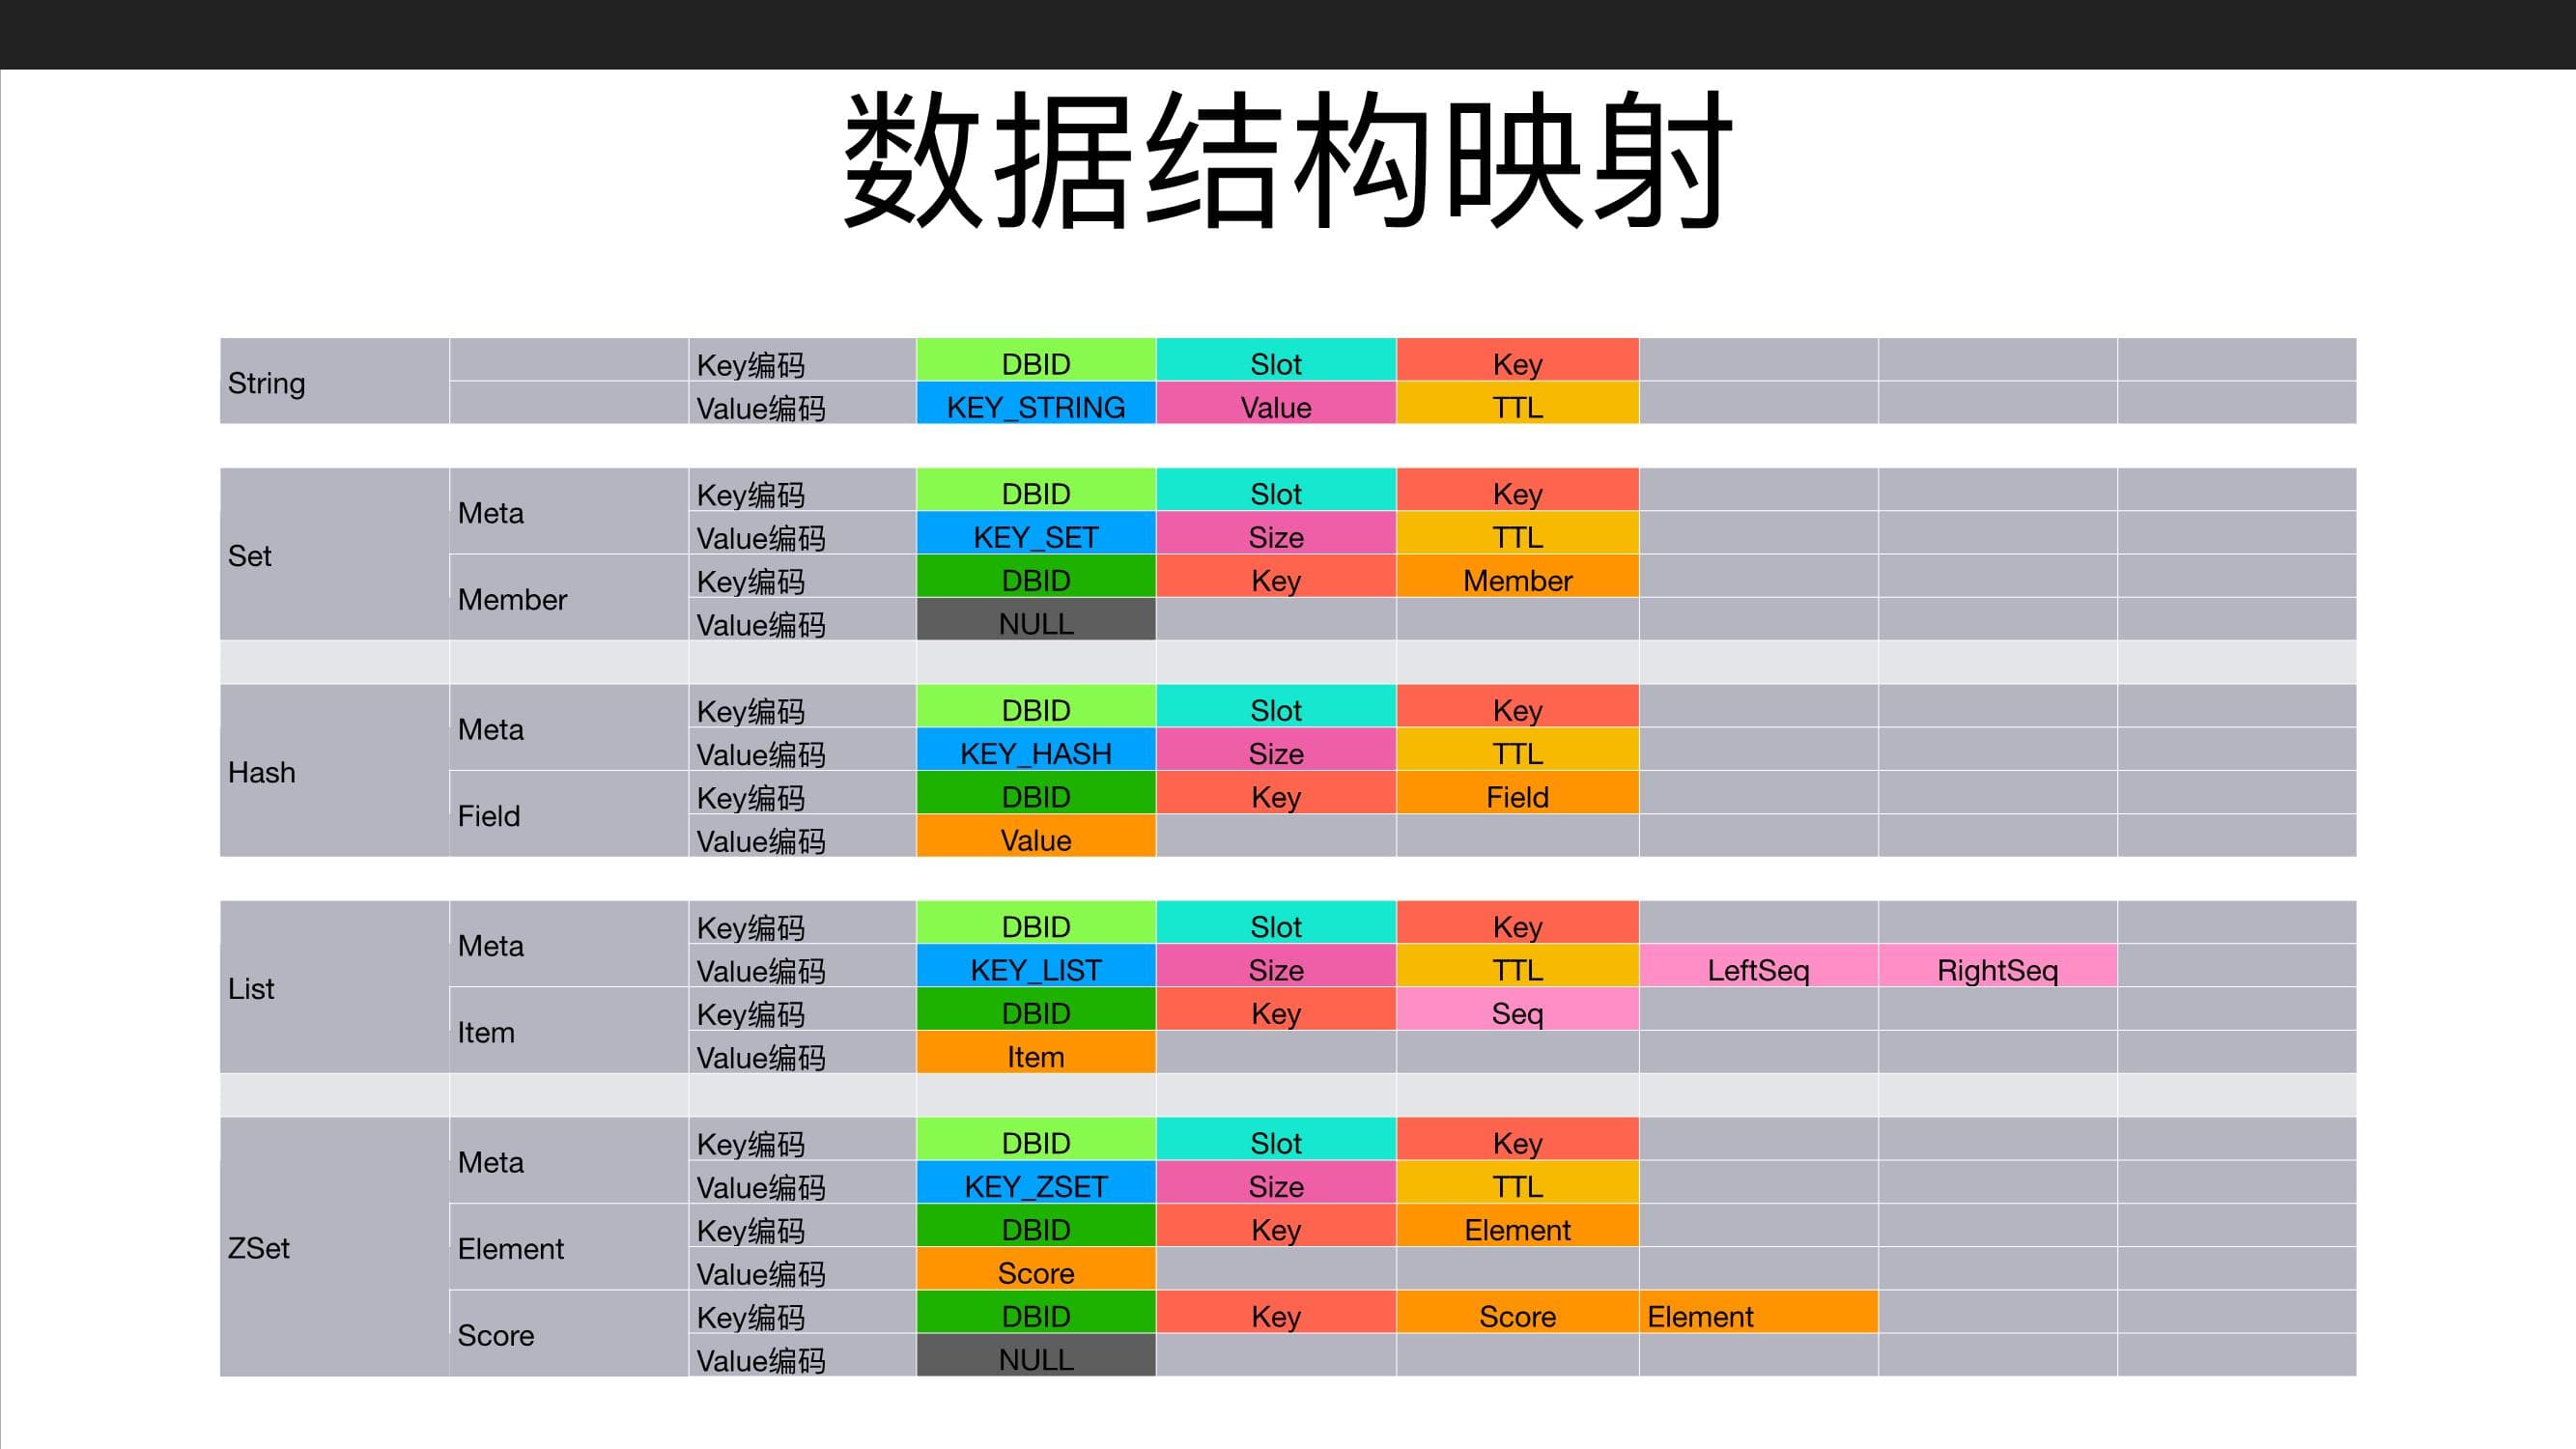 数据结构映射
String Key编码 DBID Slot Key
Value编码 KEY_STRING Value TTL
Set Meta Key编码 DBID Slot Key
Value编码 KEY_SET Size TTL
Member Key编码 DBID Key Member
Value编码 NULL
Hash Meta Key编码 DBID Slot Key
Value编码 KEY_HASH Size TTL
Field Key编码 DBID Key Field
Value编码 Value
List Meta Key编码 DBID Slot Key
Value编码 KEY_LIST Size TTL LeftSeq RightSeq
Item Key编码 DBID Key Seq
Value编码 Item
ZSet Meta Key编码 DBID Slot Key
Value编码 KEY_ZSET Size TTL
Element Key编码 DBID Key Element
Value编码 Score
Score Key编码 DBID Key Score Element
Value编码 NULL